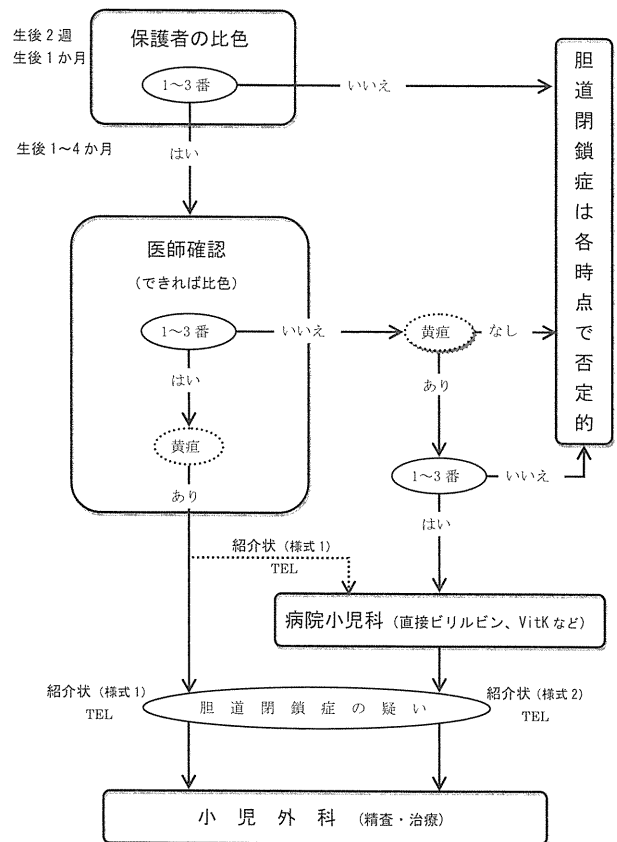 生後2週
生後1か月
保護者の比色
1～3番
いいえ
胆道閉鎖症は各時点で否定的
生後1～4か月
はい
医師確認
（できれば比色）
1～3番
いいえ
黄疸
なし
はい
あり
黄疸
1～3番
いいえ
あり
はい
紹介状（様式1）
TEL
病院小児科（直接ビリルビン、VitKなど）
紹介状（様式1）
TEL
胆道閉鎖症の疑い
紹介状（様式2）
TEL
小児外科（精査・治療）